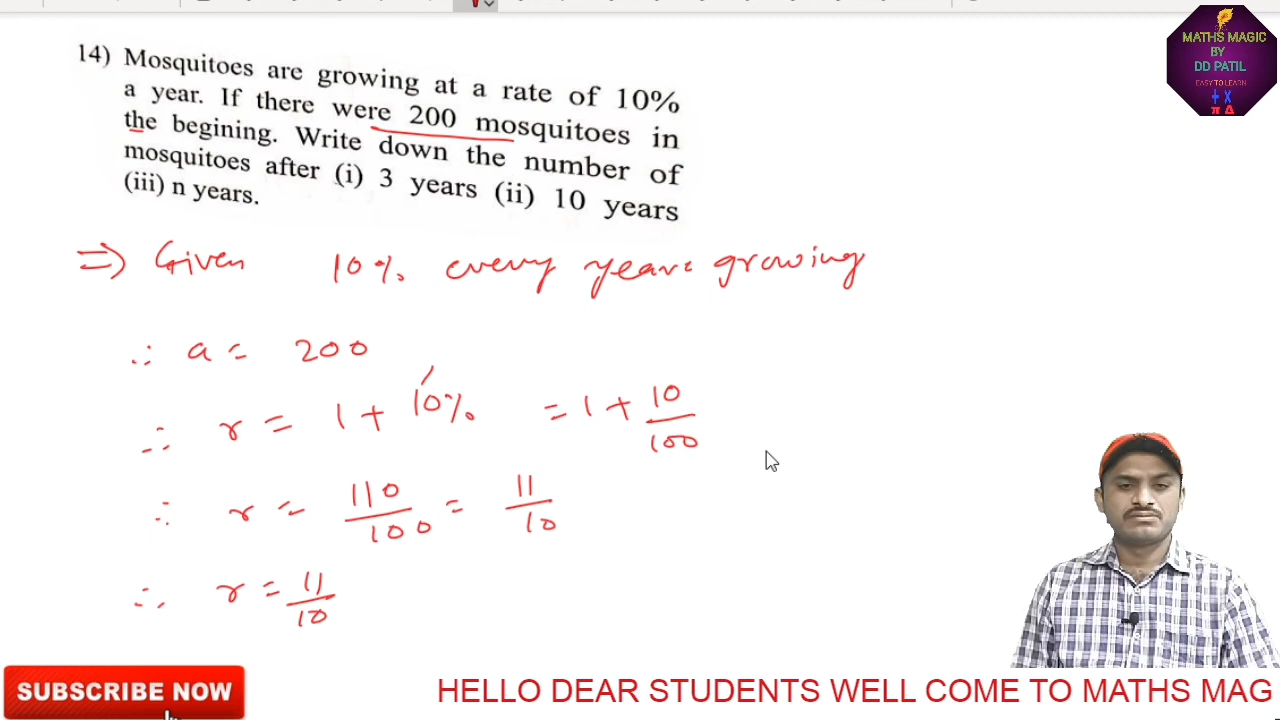 MATHS MAGIC
BY
DD PATIL
EASY TO LEARN
+ X
π Δ
14) Mosquitoes are growing at a rate of 10%
a year. If there were 200 mosquitoes in
the begining. Write down the number of
mosquitoes after (i) 3 years (ii) 10 years
(iii) n years.
⇒ Given 10% every years growing
∴ a = 200
∴ r = 1 + 10% = 1 + 10/100
∴ r = 110/100 = 11/10
∴ r = 11/10
SUBSCRIBE NOW
HELLO DEAR STUDENTS WELL COME TO MATHS MAG